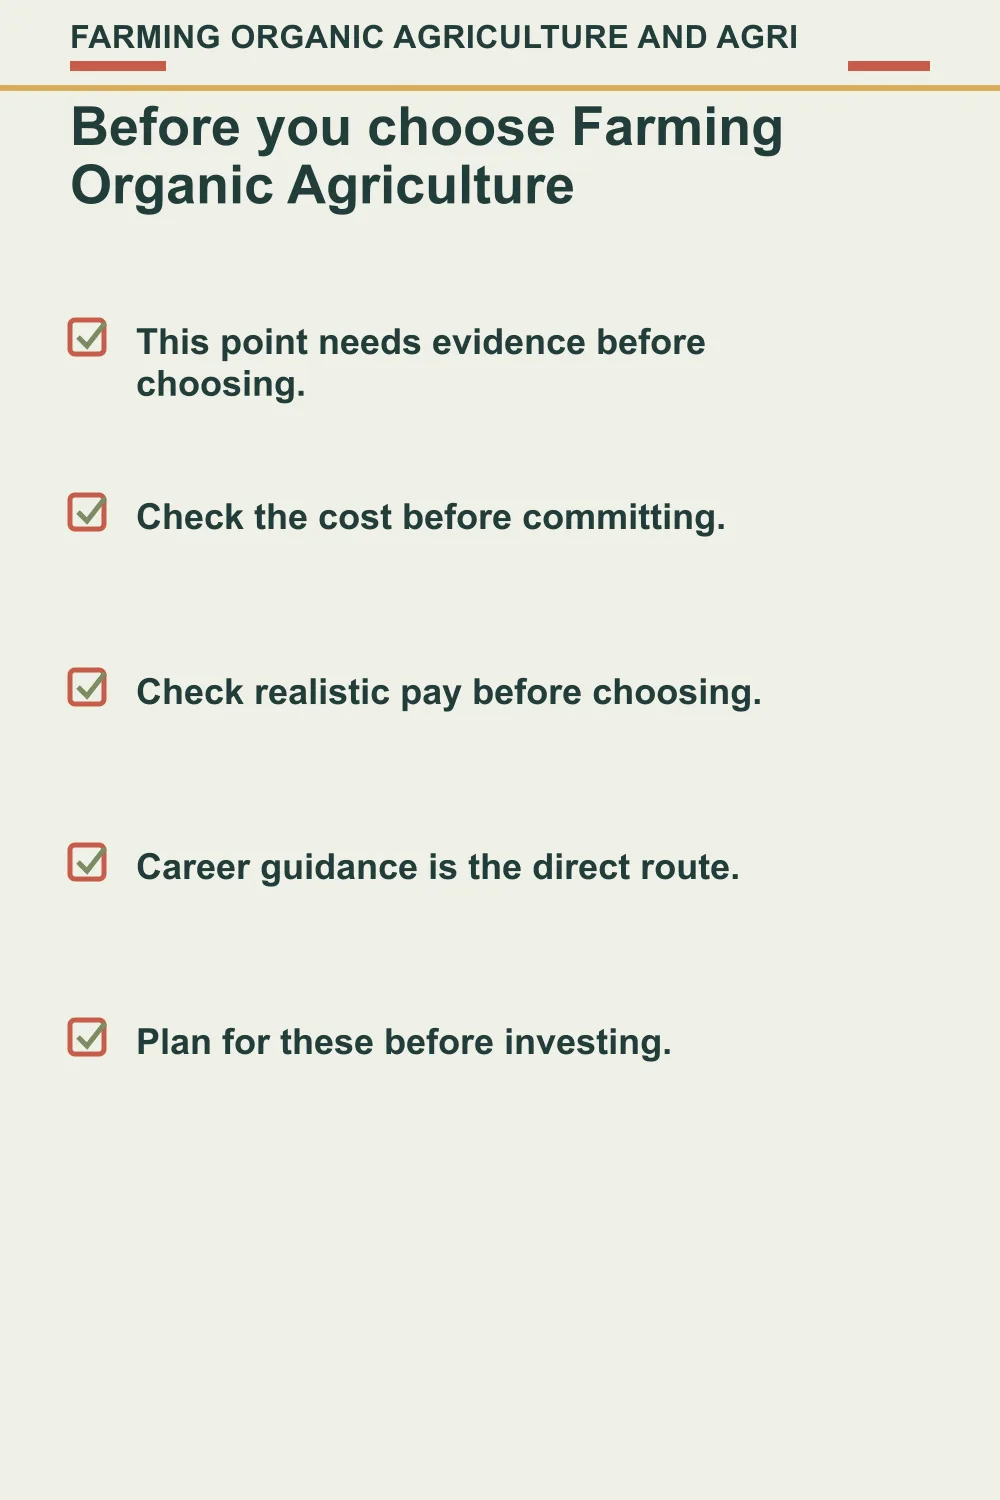 FARMING ORGANIC AGRICULTURE AND AGRI
Before you choose Farming
Organic Agriculture
This point needs evidence before
choosing.
Check the cost before committing.
Check realistic pay before choosing.
Career guidance is the direct route.
Plan for these before investing.